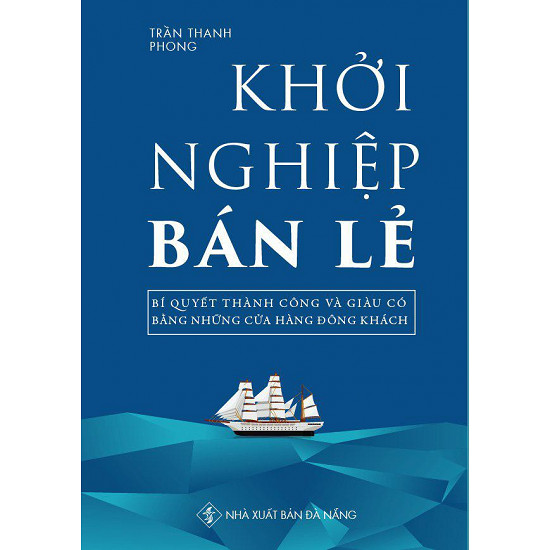 TRẦN THANH
PHONG
KHỞI
NGHIỆP
BÁN LẺ
BÍ QUYẾT THÀNH CÔNG VÀ GIÀU CÓ
BẰNG NHỮNG CỬA HÀNG ĐÔNG KHÁCH
NHÀ XUẤT BẢN ĐÀ NẴNG